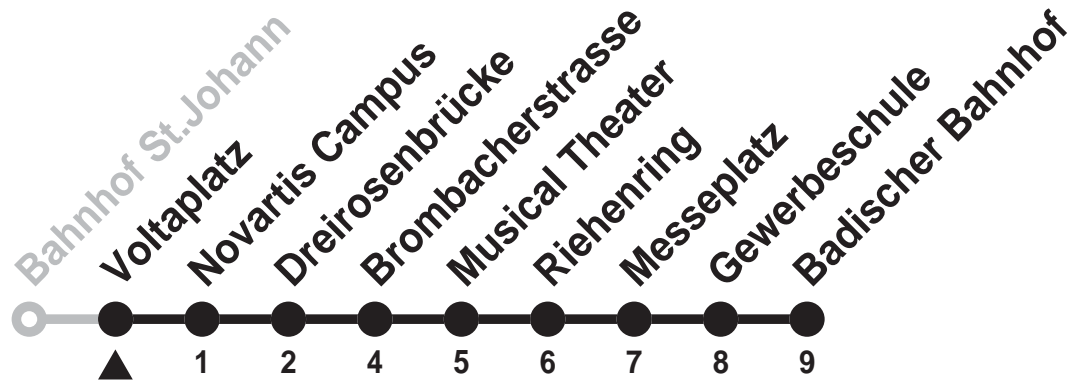 Bahnhof St.Johann
Voltaplatz
Novartis Campus
Dreirosenbrücke
Brombacherstrasse
Musical Theater
Riehenring
Messeplatz
Gewerbeschule
Badischer Bahnhof
1 2 4 5 6 7 8 9